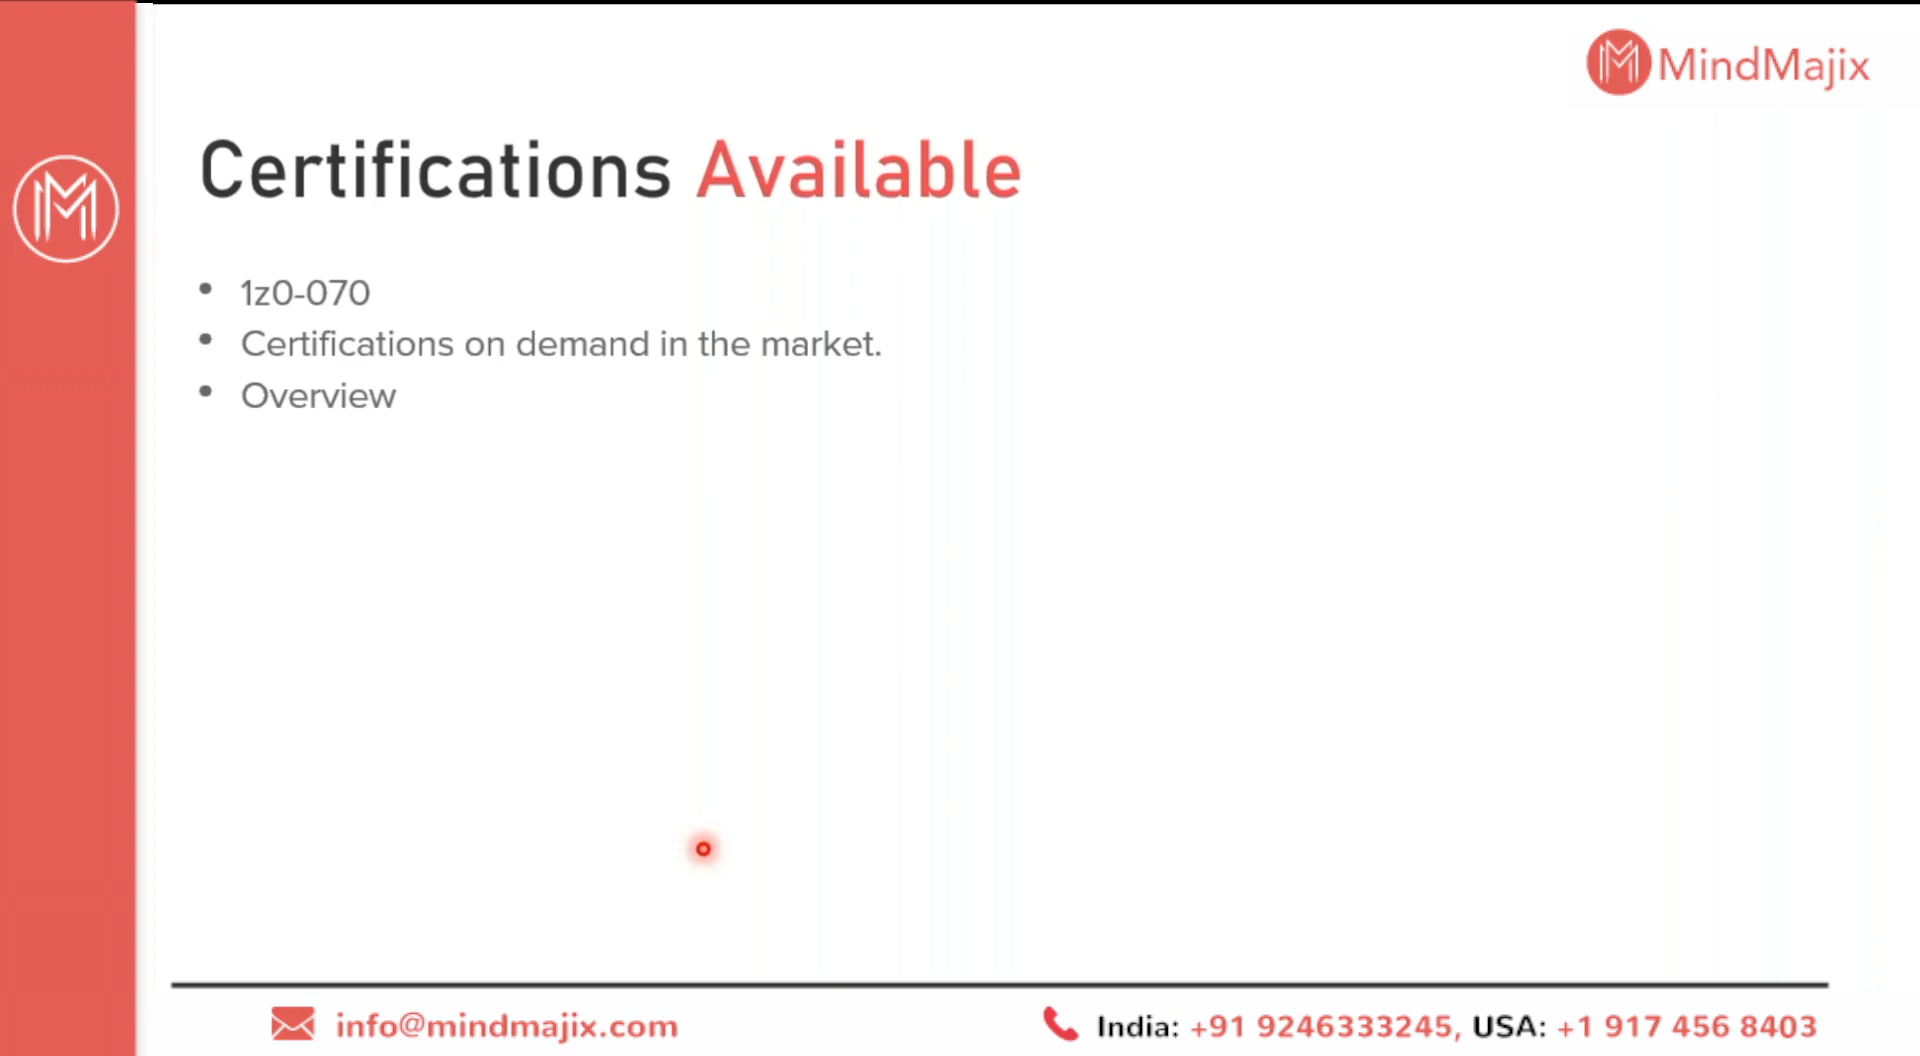 MindMajix
Certifications Available
• 1z0-070
• Certifications on demand in the market.
• Overview
info@mindmajix.com
India: +91 9246333245, USA: +1 917 456 8403